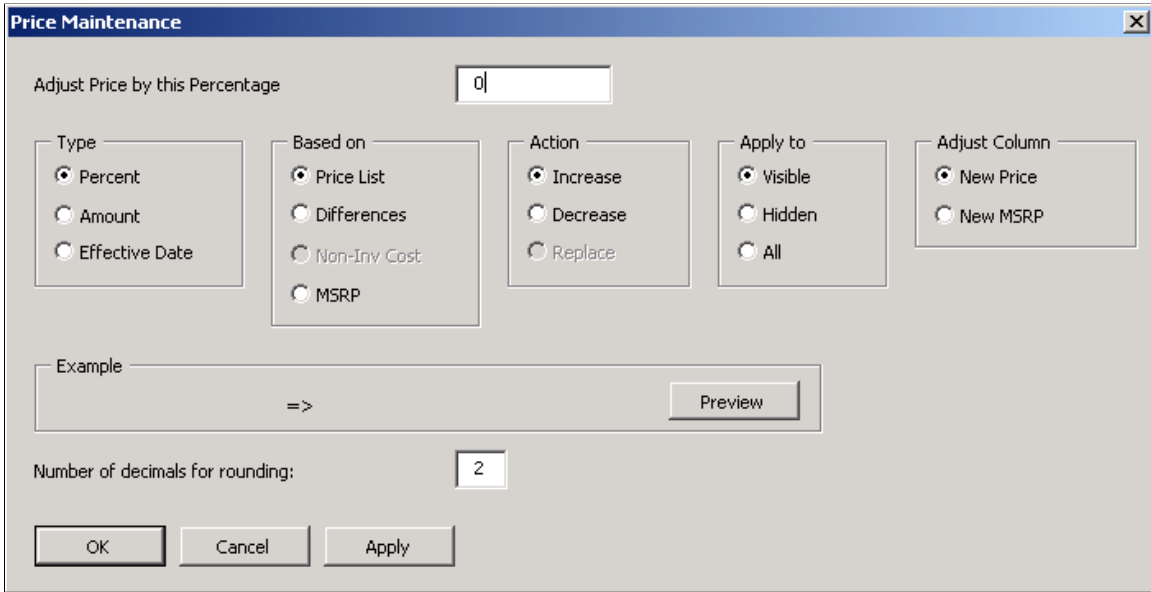 Price Maintenance
Adjust Price by this Percentage 0
Type
Percent
Amount
Effective Date
Based on
Price List
Differences
Non-Inv Cost
MSRP
Action
Increase
Decrease
Replace
Apply to
Visible
Hidden
All
Adjust Column
New Price
New MSRP
Example
=>
Preview
Number of decimals for rounding: 2
OK Cancel Apply